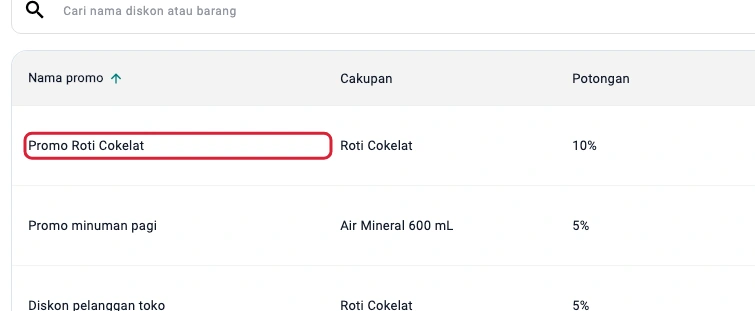 Cari nama diskon atau barang
Nama promo Cakupan Potongan
Promo Roti Cokelat Roti Cokelat 10%
Promo minuman pagi Air Mineral 600 mL 5%
Diskon pelanggan toko Roti Cokelat 5%